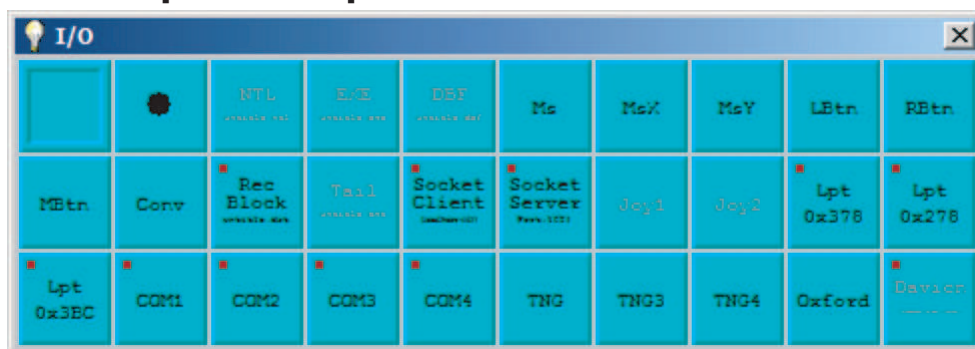 I/O
NTL
EXE
DBF
Ms
MsX
MsY
LBtn
RBtn
MBtn
Conv
Rec
Block
Tail
Socket
Client
Socket
Server
Joy1
Joy2
Lpt
0x378
Lpt
0x278
Lpt
0x3BC
COM1
COM2
COM3
COM4
TNG
TNG3
TNG4
Oxford